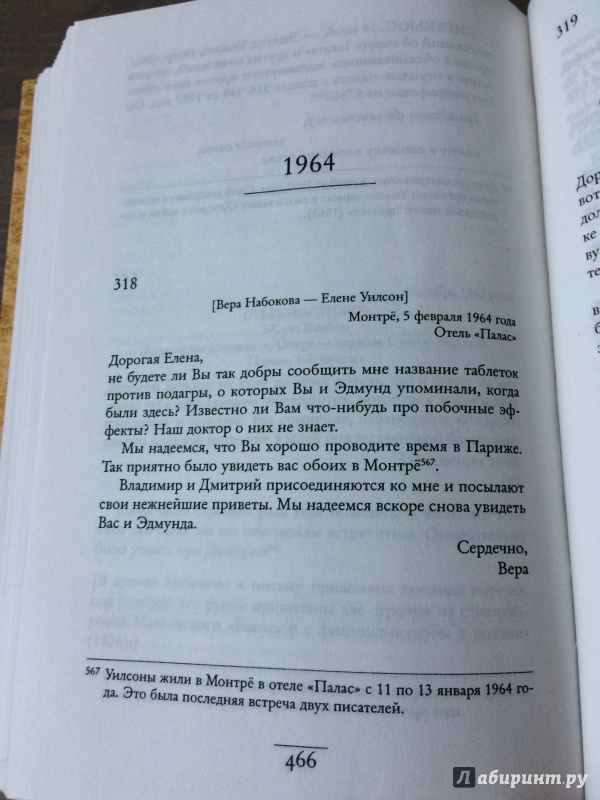 1964
318
[Вера Набокова — Елене Уилсон]
Монтрё, 5 февраля 1964 года
Отель «Палас»
Дорогая Елена,
не будете ли Вы так добры сообщить мне название таблеток
против подагры, о которых Вы и Эдмунд упоминали, когда
были здесь? Известно ли Вам что-нибудь про побочные эф-
фекты? Наш доктор о них не знает.
Мы надеемся, что Вы хорошо проводите время в Париже.
Так приятно было увидеть вас обоих в Монтрё⁵⁶⁷.
Владимир и Дмитрий присоединяются ко мне и посылают
свои нежнейшие приветы. Мы надеемся вскоре снова увидеть
Вас и Эдмунда.
Сердечно,
Вера
⁵⁶⁷ Уилсоны жили в Монтрё в отеле «Палас» с 11 по 13 января 1964 го-
да. Это была последняя встреча двух писателей.
466
319
Дор
вот
дол
ке
ву
те
в
лабиринт.ру